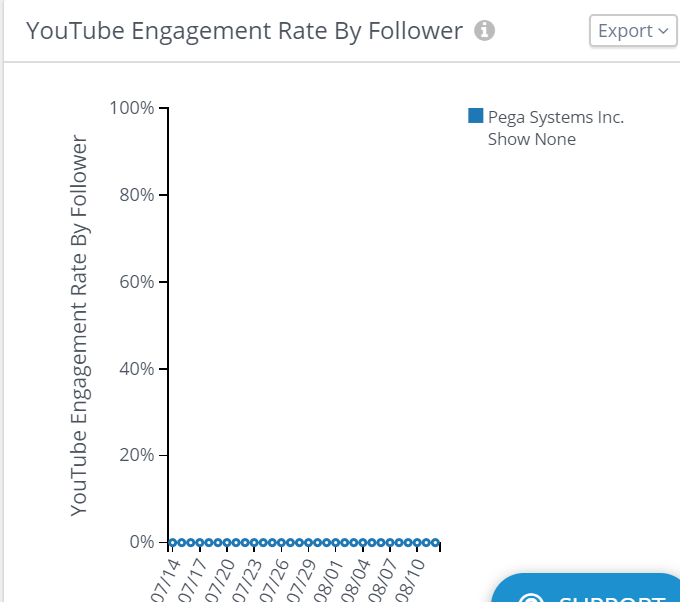 YouTube Engagement Rate By Follower
Export
100%
80%
60%
40%
20%
0%
YouTube Engagement Rate By Follower
Pega Systems Inc.
Show None
07/14
07/17
07/20
07/23
07/26
07/29
08/01
08/04
08/07
08/10
SUPPORT